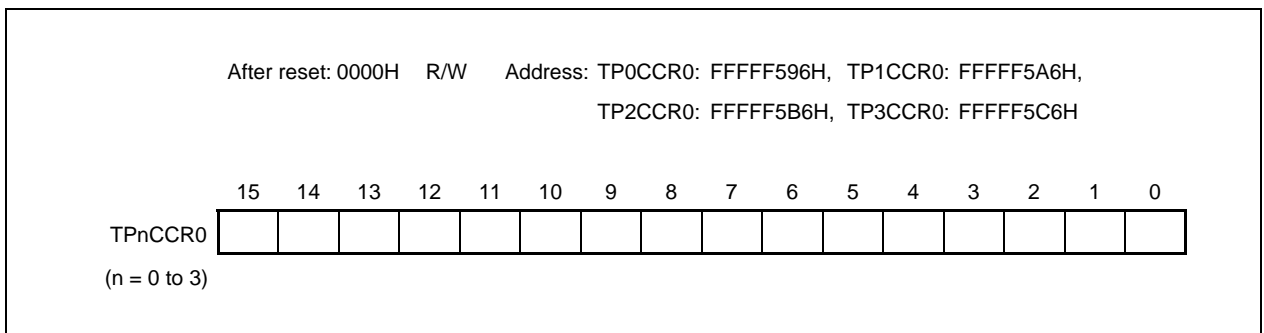 After reset: 0000H R/W Address: TP0CCR0: FFFFF596H, TP1CCR0: FFFFF5A6H,
TP2CCR0: FFFFF5B6H, TP3CCR0: FFFFF5C6H
15 14 13 12 11 10 9 8 7 6 5 4 3 2 1 0
TPnCCR0
(n = 0 to 3)